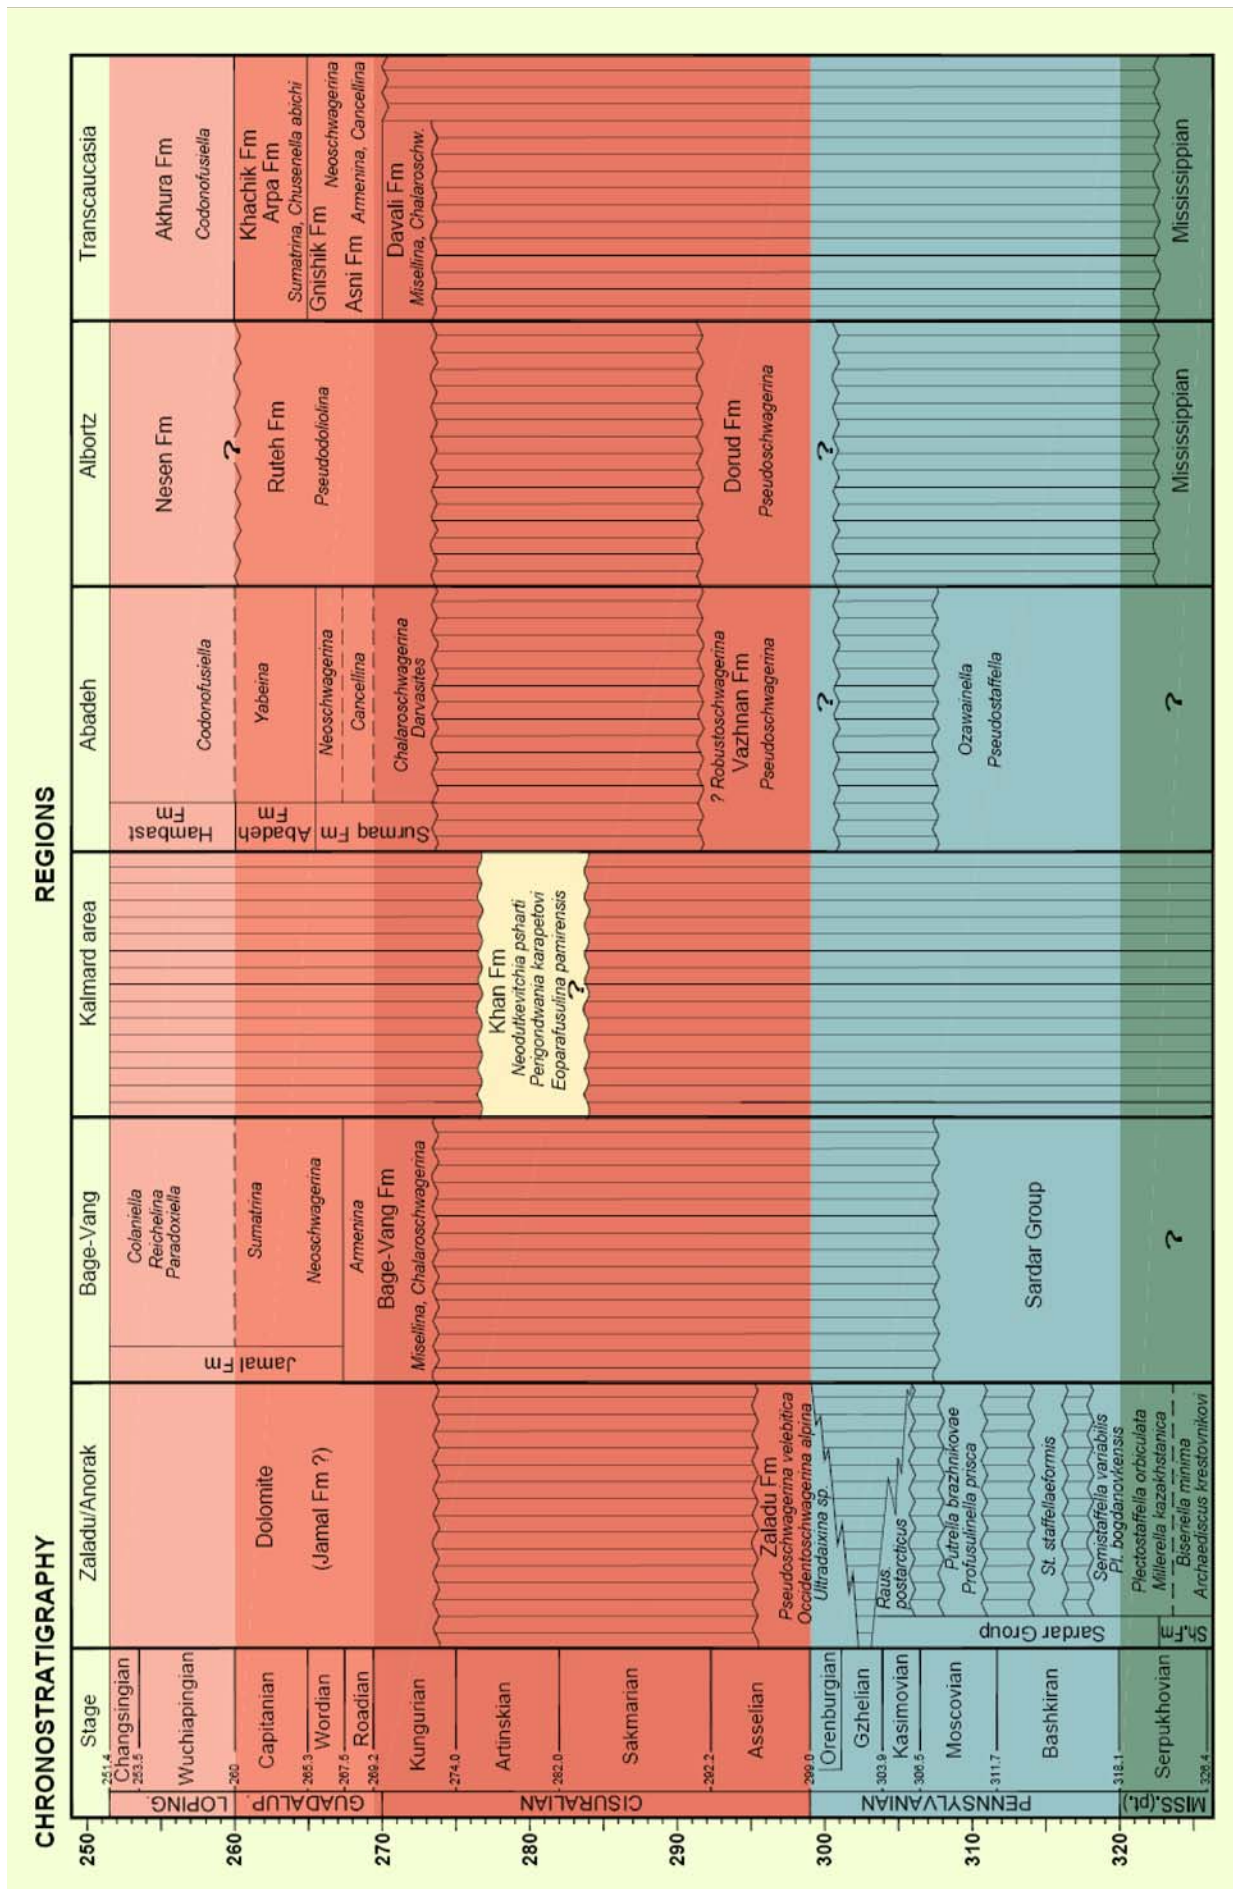 CHRONOSTRATIGRAPHY
REGIONS
Stage
Zaladu/Anorak
Bage-Vang
Kalmard area
Abadeh
Albortz
Transcaucasia
250
260
270
280
290
300
310
320
LOPING.
GUADALUP.
CISURALIAN
PENNSYLVANIAN
MISS.(pt.)
251.4
Changsingian
253.5
Wuchiapingian
260
Capitanian
265.3
Wordian
267.5
Roadian
269.2
Kungurian
274.0
Artinskian
282.0
Sakmarian
292.2
Asselian
299.0
Orenburgian
Gzhelian
303.9
Kasimovian
306.5
Moscovian
311.7
Bashkiran
318.1
Serpukhovian
326.4
Dolomite
(Jamal Fm ?)
Zaladu Fm
Pseudoschwagerina velebitica
Occidentoschwagerina alpina
Ultradaixina sp.
Raus.
postarcticus
Putrella brazhnikovae
Profusulinella prisca
St. staffellaeformis
Semistaffella variabilis
Pl. bogdanovkensis
Plectostaffella orbiculata
Millerella kazakhstanica
Biseriella minima
Archaediscus krestovnikovi
Sardar Group
Sh.Fm
Jamal Fm
Colaniella
Reichelina
Paradoxiella
Sumatrina
Neoschwagerina
Armenina
Bage-Vang Fm
Misellina, Chalaroschwagerina
Sardar Group
?
Khan Fm
Neodutkevitchia psharti
Perigondwania karapetovi
Eoparafusulina pamirensis
?
Hambast
Fm
Abadeh
Fm
Surmaq Fm
Codonofusiella
Yabeina
Neoschwagerina
Cancellina
Chalaroschwagerina
Darvasites
? Robustoschwagerina
Vazhnan Fm
Pseudoschwagerina
?
Ozawainella
Pseudostaffella
?
Nesen Fm
?
Ruteh Fm
Pseudodoliolina
Dorud Fm
Pseudoschwagerina
?
Mississippian
Akhura Fm
Codonofusiella
Khachik Fm
Arpa Fm
Sumatrina, Chusenella abichi
Gnishik Fm
Neoschwagerina
Asni Fm Armenina, Cancellina
Davali Fm
Misellina, Chalaroschw.
Mississippian